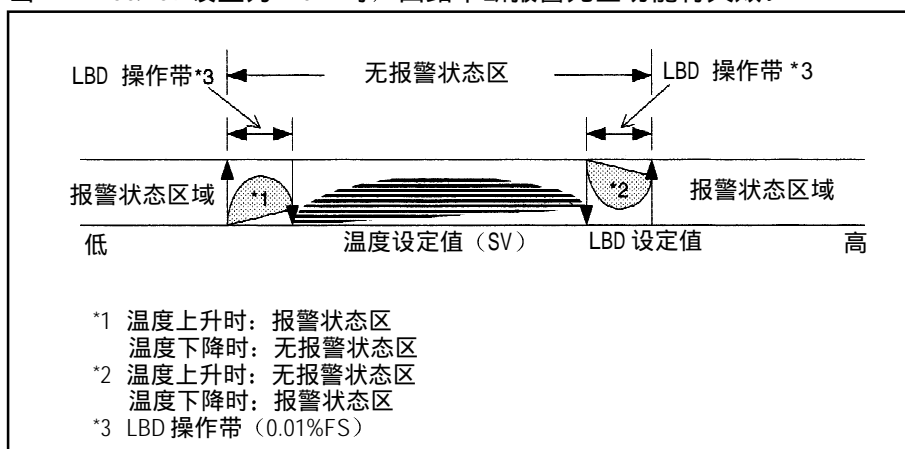 LBD 操作带*3
无报警状态区
LBD 操作带 *3
报警状态区域
*1
*2
报警状态区域
低
温度设定值（SV）
LBD 设定值
高
*1 温度上升时：报警状态区
温度下降时：无报警状态区
*2 温度上升时：无报警状态区
温度下降时：报警状态区
*3 LBD 操作带（0.01%FS）